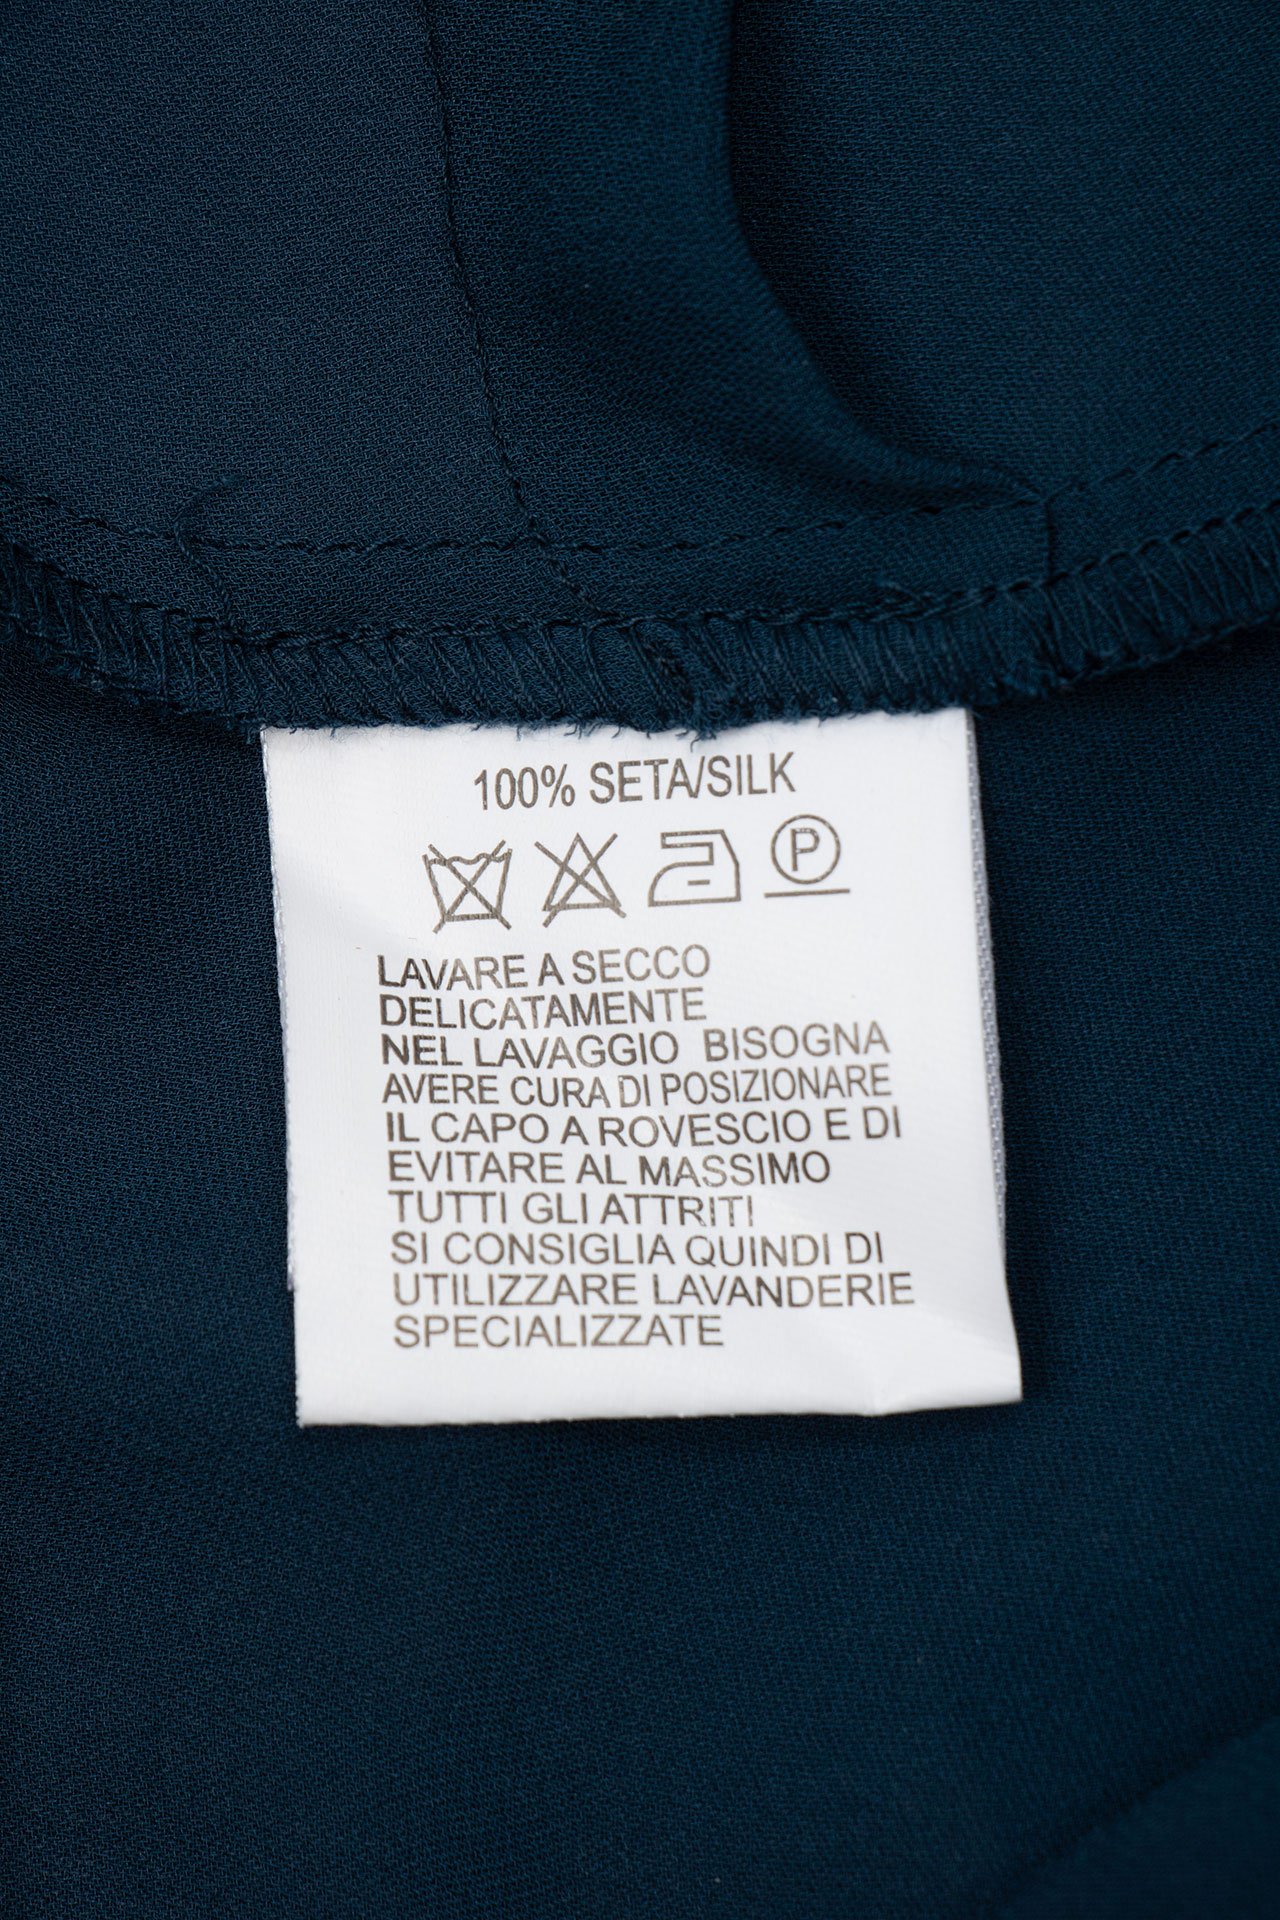 100% SETA/SILK
P
LAVARE A SECCO
DELICATAMENTE
NEL LAVAGGIO BISOGNA
AVERE CURA DI POSIZIONARE
IL CAPO A ROVESCIO E DI
EVITARE AL MASSIMO
TUTTI GLI ATTRITI
SI CONSIGLIA QUINDI DI
UTILIZZARE LAVANDERIE
SPECIALIZZATE